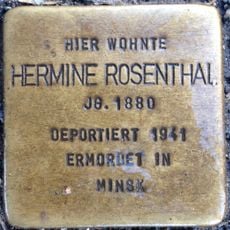 HIER WOHNTE
HERMINE ROSENTHAL
JG. 1880
DEPORTIERT 1941
ERMORDET IN
MINSK